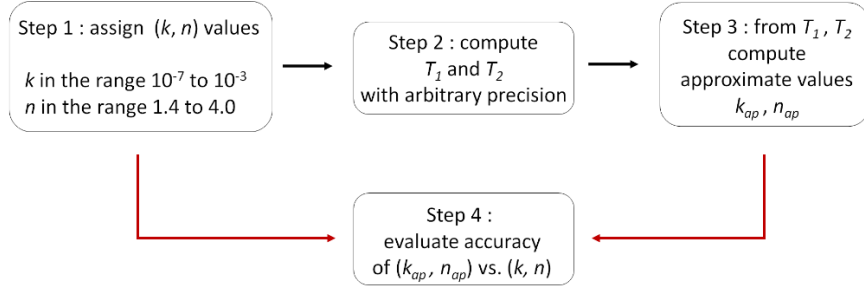 Step 1 : assign (k, n) values
k in the range 10⁻⁷ to 10⁻³
n in the range 1.4 to 4.0
Step 2 : compute
T₁ and T₂
with arbitrary precision
Step 3 : from T₁ , T₂
compute
approximate values
kₐₚ , nₐₚ
Step 4 :
evaluate accuracy
of (kₐₚ , nₐₚ) vs. (k, n)